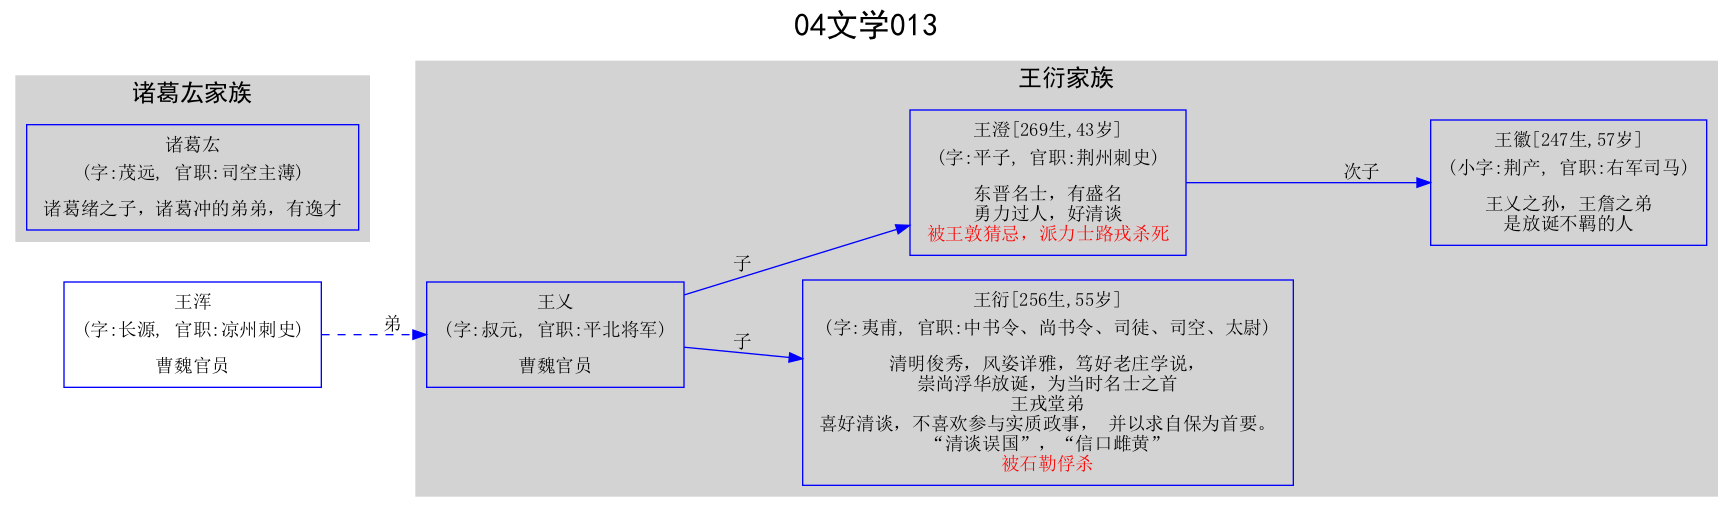 04文学013
诸葛厷家族
诸葛厷
(字:茂远, 官职:司空主薄)
诸葛绪之子，诸葛冲的弟弟，有逸才
王浑
(字:长源, 官职:凉州刺史)
曹魏官员
弟
王衍家族
王乂
(字:叔元, 官职:平北将军)
曹魏官员
子
子
王澄[269生,43岁]
(字:平子, 官职:荆州刺史)
东晋名士，有盛名
勇力过人，好清谈
被王敦猜忌，派力士路戎杀死
次子
王徽[247生,57岁]
(小字:荆产, 官职:右军司马)
王乂之孙，王詹之弟
是放诞不羁的人
王衍[256生,55岁]
(字:夷甫, 官职:中书令、尚书令、司徒、司空、太尉)
清明俊秀，风姿详雅，笃好老庄学说，
崇尚浮华放诞，为当时名士之首
王戎堂弟
喜好清谈，不喜欢参与实质政事， 并以求自保为首要。
“清谈误国”，“信口雌黄”
被石勒俘杀